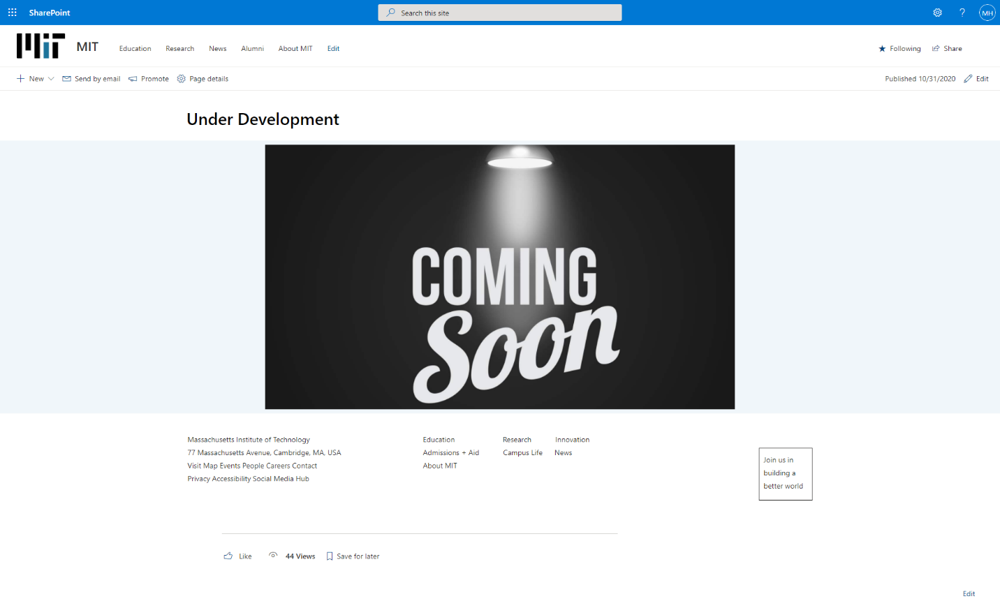 SharePoint
Search this site
MH
MIT
MIT
Education
Research
News
Alumni
About MIT
Edit
Following
Share
New
Send by email
Promote
Page details
Published 10/31/2020
Edit
Under Development
COMING
Soon
Massachusetts Institute of Technology
77 Massachusetts Avenue, Cambridge, MA, USA
Visit Map Events People Careers Contact
Privacy Accessibility Social Media Hub
Education Research Innovation
Admissions + Aid Campus Life News
About MIT
Join us in
building a
better world
Like
44 Views
Save for later
Edit